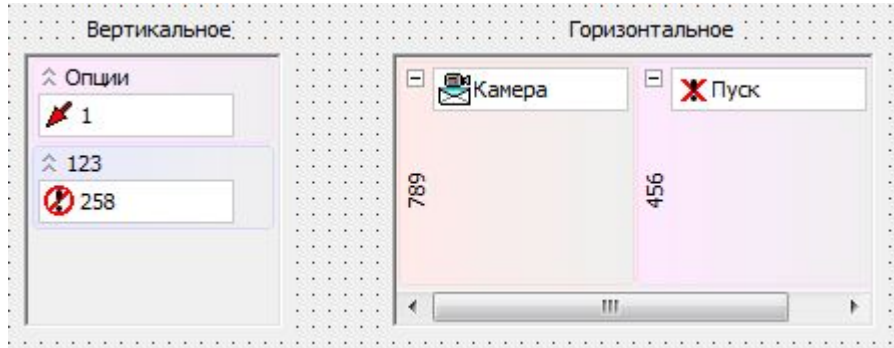 Вертикальное
Опции
1
123
258
Горизонтальное
Камера
789
Пуск
456